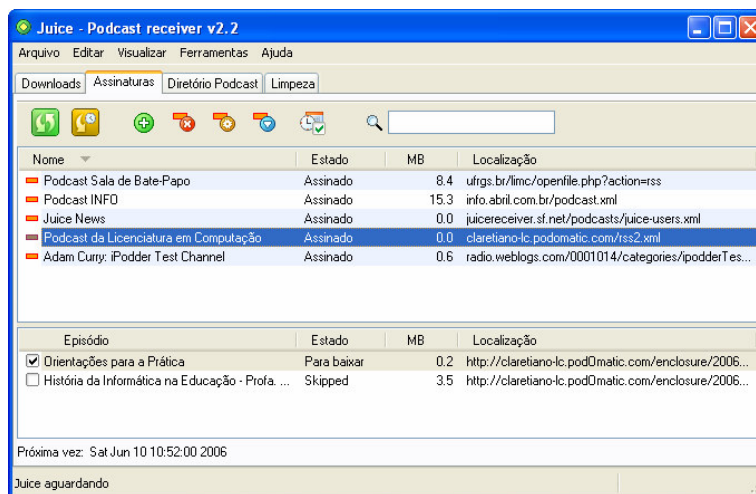 Juice - Podcast receiver v2.2
Arquivo Editar Visualizar Ferramentas Ajuda
Downloads Assinaturas Diretório Podcast Limpeza
Nome Estado MB Localização
Podcast Sala de Bate-Papo Assinado 8.4 ufrgs.br/limc/openfile.php?action=rss
Podcast INFO Assinado 15.3 info.abril.com.br/podcast.xml
Juice News Assinado 0.0 juicereceiver.sf.net/podcasts/juice-users.xml
Podcast da Licenciatura em Computação Assinado 0.0 claretiano-lc.podomatic.com/rss2.xml
Adam Curry: iPodder Test Channel Assinado 0.6 radio.weblogs.com/0001014/categories/ipodderTes...
Episódio Estado MB Localização
Orientações para a Prática Para baixar 0.2 http://claretiano-lc.podOmatic.com/enclosure/2006...
História da Informática na Educação - Profa. ... Skipped 3.5 http://claretiano-lc.podOmatic.com/enclosure/2006...
Próxima vez: Sat Jun 10 10:52:00 2006
Juice aguardando